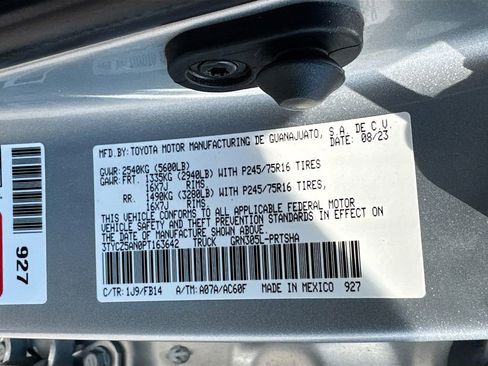 MFD.BY: TOYOTA MOTOR MANUFACTURING DE GUANAJUATO, S.A. DE C.V.
DATE: 08/23
GVWR: 2540KG (5600LB)
GAWR: FRT. 1335KG (2940LB) WITH P245/75R16 TIRES
16X7J RIMS,
RR. 1490KG (3280LB) WITH P245/75R16 TIRES,
16X7J RIMS,
THIS VEHICLE CONFORMS TO ALL APPLICABLE FEDERAL MOTOR
VEHICLE SAFETY AND THEFT PREVENTION STANDARDS IN EFFECT ON
THE DATE OF MANUFACTURE SHOWN ABOVE.
3TYCZ5AN0PT163642 TRUCK GRN305L-PRTSHA
C/TR: 1J9/FB14 A/TM: A07A/AC60F MADE IN MEXICO 927
927